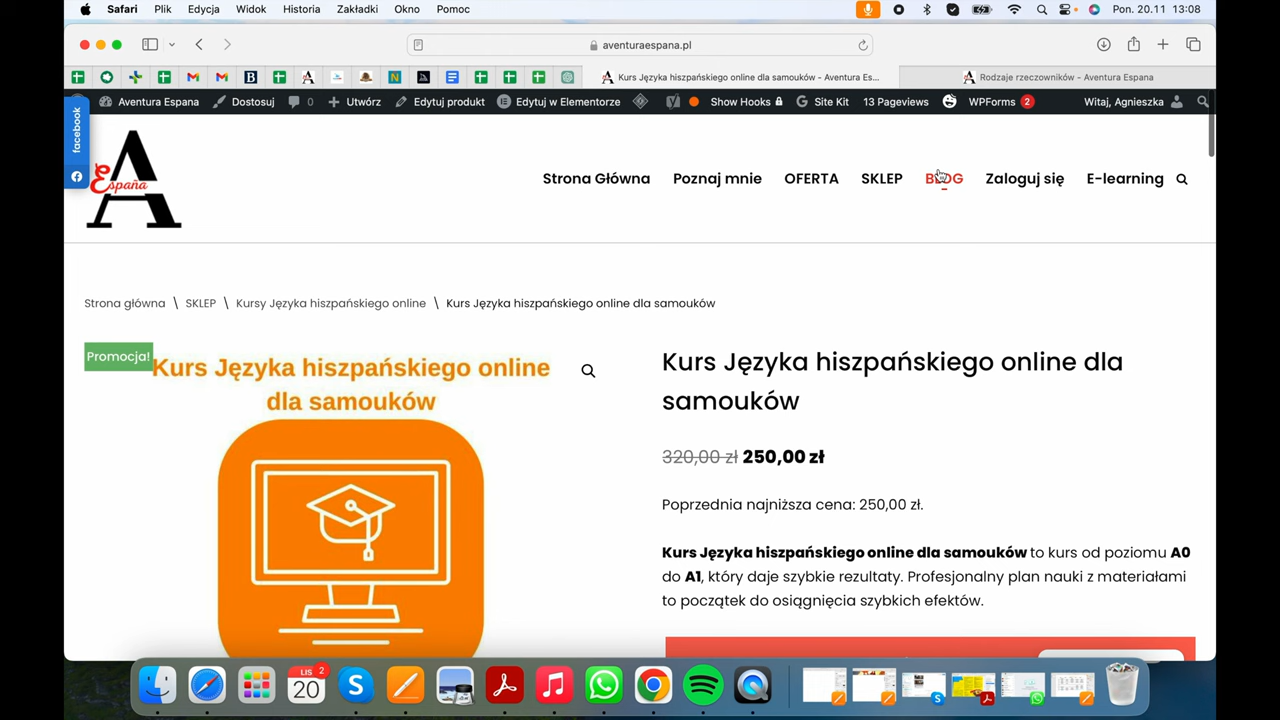 Safari Plik Edycja Widok Historia Zakładki Okno Pomoc Pon. 20.11 13:08
aventuraespana.pl
Kurs Języka hiszpańskiego online dla samouków - Aventura Es... Rodzaje rzeczowników - Aventura Espana
Aventura Espana Dostosuj 0 Utwórz Edytuj produkt Edytuj w Elementorze Show Hooks Site Kit 13 Pageviews WPForms 2 Witaj, Agnieszka
facebook
A España
Strona Główna Poznaj mnie OFERTA SKLEP BLOG Zaloguj się E-learning
Strona główna \ SKLEP \ Kursy Języka hiszpańskiego online \ Kurs Języka hiszpańskiego online dla samouków
Promocja!
Kurs Języka hiszpańskiego online
dla samouków
Kurs Języka hiszpańskiego online dla
samouków
320,00 zł 250,00 zł
Poprzednia najniższa cena: 250,00 zł.
Kurs Języka hiszpańskiego online dla samouków to kurs od poziomu A0
do A1, który daje szybkie rezultaty. Profesjonalny plan nauki z materiałami
to początek do osiągnięcia szybkich efektów.
LIS 2
20